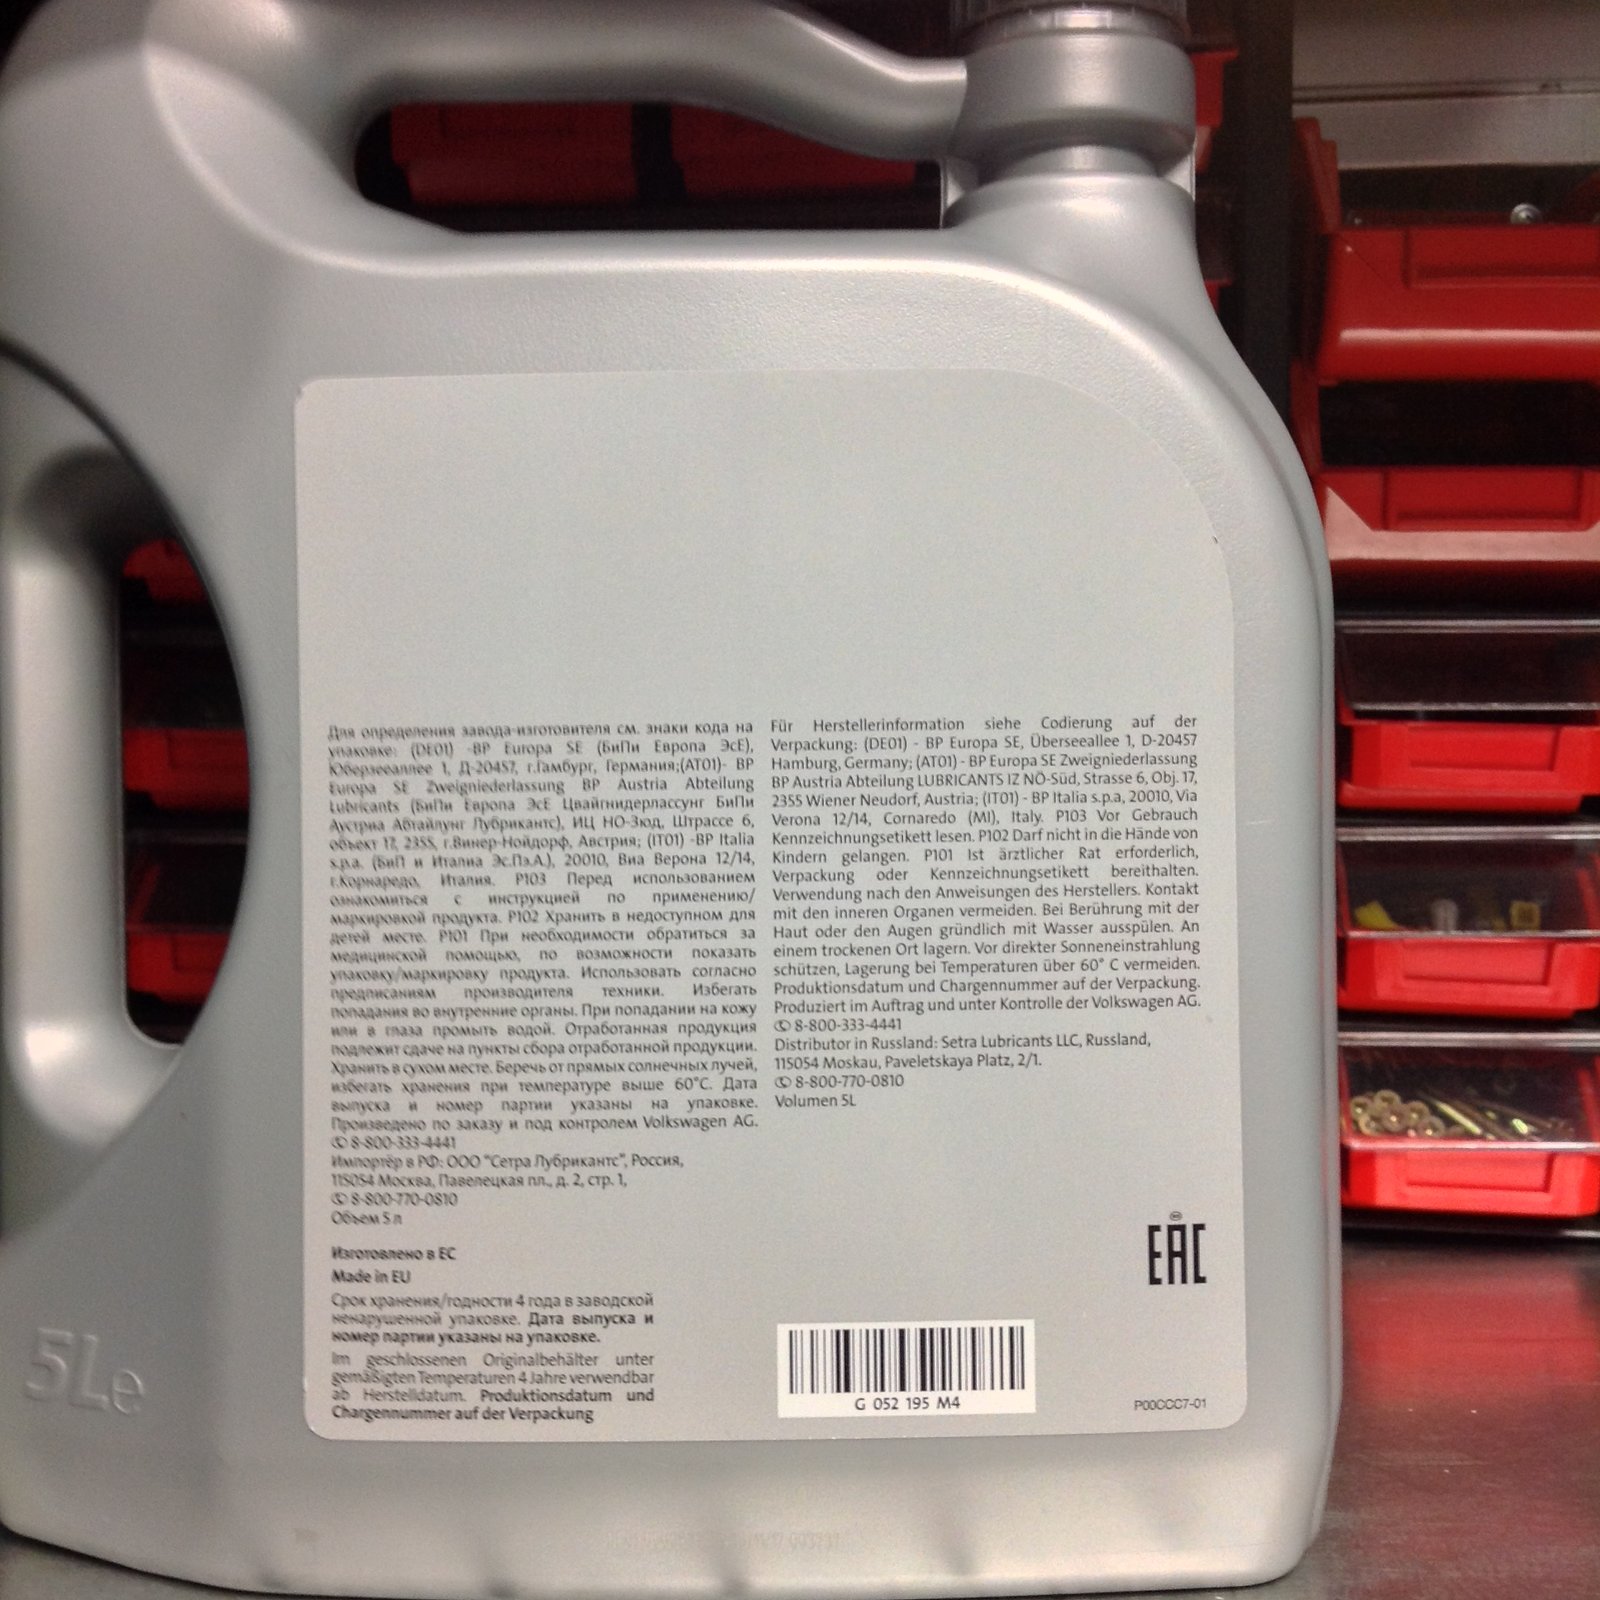 Для определения завода-изготовителя см. знаки кода на
упаковке: (DE01) -BP Europa SE (БиПи Европа ЭсЕ),
Юберзееаллее 1, Д-20457, г.Гамбург, Германия;(AT01)- BP
Europa SE Zweigniederlassung BP Austria Abteilung
Lubricants (БиПи Европа ЭсЕ Цвайгнидерлассунг БиПи
Аустриа Абтайлунг Лубрикантс), ИЦ НО-Зюд, Штрассе 6,
объект 17, 2355, г.Винер-Нойдорф, Австрия; (IT01) -BP Italia
s.p.a. (БиП и Италиа Эс.Пэ.А.), 20010, Виа Верона 12/14,
г.Корнаредо, Италия. P103 Перед использованием
ознакомиться с инструкцией по применению/
маркировкой продукта. P102 Хранить в недоступном для
детей месте. P101 При необходимости обратиться за
медицинской помощью, по возможности показать
упаковку/маркировку продукта. Использовать согласно
предписаниям производителя техники. Избегать
попадания во внутренние органы. При попадании на кожу
или в глаза промыть водой. Отработанная продукция
подлежит сдаче на пункты сбора отработанной продукции.
Хранить в сухом месте. Беречь от прямых солнечных лучей,
избегать хранения при температуре выше 60°C. Дата
выпуска и номер партии указаны на упаковке.
Произведено по заказу и под контролем Volkswagen AG.
✆ 8-800-333-4441
Импортёр в РФ: ООО "Сетра Лубрикантс", Россия,
115054 Москва, Павелецкая пл., д. 2, стр. 1,
✆ 8-800-770-0810
Объем 5 л
Изготовлено в ЕС
Made in EU
Срок хранения/годности 4 года в заводской
ненарушенной упаковке. Дата выпуска и
номер партии указаны на упаковке.
Im geschlossenen Originalbehälter unter
gemäßigten Temperaturen 4 Jahre verwendbar
ab Herstelldatum. Produktionsdatum und
Chargennummer auf der Verpackung
Für Herstellerinformation siehe Codierung auf der
Verpackung: (DE01) - BP Europa SE, Überseeallee 1, D-20457
Hamburg, Germany; (AT01) - BP Europa SE Zweigniederlassung
BP Austria Abteilung LUBRICANTS IZ NÖ-Süd, Strasse 6, Obj. 17,
2355 Wiener Neudorf, Austria; (IT01) - BP Italia s.p.a, 20010, Via
Verona 12/14, Cornaredo (MI), Italy. P103 Vor Gebrauch
Kennzeichnungsetikett lesen. P102 Darf nicht in die Hände von
Kindern gelangen. P101 Ist ärztlicher Rat erforderlich,
Verpackung oder Kennzeichnungsetikett bereithalten.
Verwendung nach den Anweisungen des Herstellers. Kontakt
mit den inneren Organen vermeiden. Bei Berührung mit der
Haut oder den Augen gründlich mit Wasser ausspülen. An
einem trockenen Ort lagern. Vor direkter Sonneneinstrahlung
schützen, Lagerung bei Temperaturen über 60° C vermeiden.
Produktionsdatum und Chargennummer auf der Verpackung.
Produziert im Auftrag und unter Kontrolle der Volkswagen AG.
✆ 8-800-333-4441
Distributor in Russland: Setra Lubricants LLC, Russland,
115054 Moskau, Paveletskaya Platz, 2/1.
✆ 8-800-770-0810
Volumen 5L
EAC
G 052 195 M4
P00CCC7-01
5Le